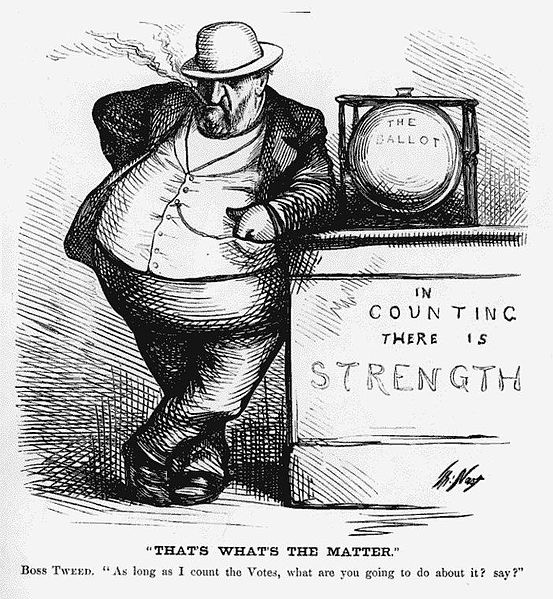 THE
BALLOT
IN
COUNTING
THERE IS
STRENGTH
Th: Nast
"THAT'S WHAT'S THE MATTER."
Boss Tweed. "As long as I count the Votes, what are you going to do about it? say?"